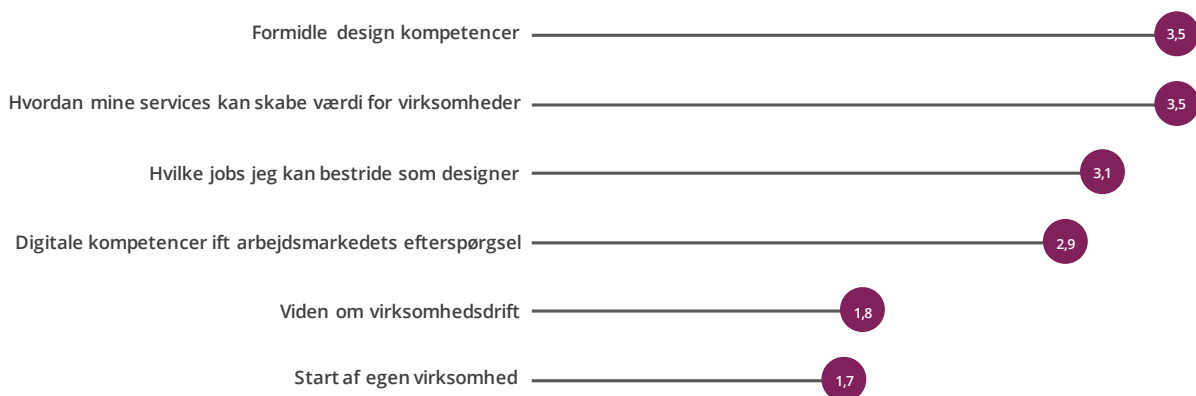 Formidle design kompetencer 3,5
Hvordan mine services kan skabe værdi for virksomheder 3,5
Hvilke jobs jeg kan bestride som designer 3,1
Digitale kompetencer ift arbejdsmarkedets efterspørgsel 2,9
Viden om virksomhedsdrift 1,8
Start af egen virksomhed 1,7